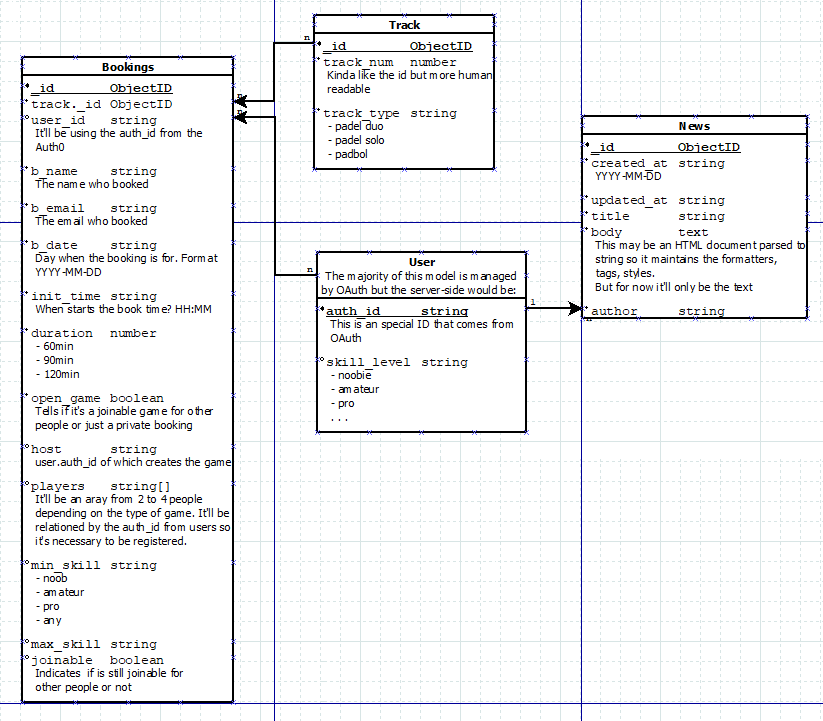 Bookings
_id ObjectID
track._id ObjectID
user_id string
It'll be using the auth_id from the
Auth0
b_name string
The name who booked
b_email string
The email who booked
b_date string
Day when the booking is for. Format
YYYY-MM-DD
init_time string
When starts the book time? HH:MM
duration number
- 60min
- 90min
- 120min
open_game boolean
Tells if it's a joinable game for other
people or just a private booking
host string
user.auth_id of which creates the game
players string[]
It'll be an aray from 2 to 4 people
depending on the type of game. It'll be
relationed by the auth_id from users so
it's necessary to be registered.
min_skill string
- noob
- amateur
- pro
- any
max_skill string
joinable boolean
Indicates if is still joinable for
other people or not
n
n
n
Track
_id ObjectID
track_num number
Kinda like the id but more human
readable
track_type string
- padel duo
- padel solo
- padbol
n
User
The majority of this model is managed
by OAuth but the server-side would be:
auth_id string
This is an special ID that comes from
OAuth
skill_level string
- noobie
- amateur
- pro
. . .
1
News
_id ObjectID
created_at string
YYYY-MM-DD
updated_at string
title string
body text
This may be an HTML document parsed to
string so it maintains the formatters,
tags, styles.
But for now it'll only be the text
author string
n